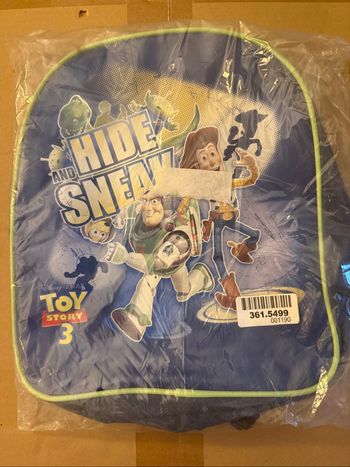 HIDE
AND
SNEAK
TOY
STORY
3
361.5499
001190